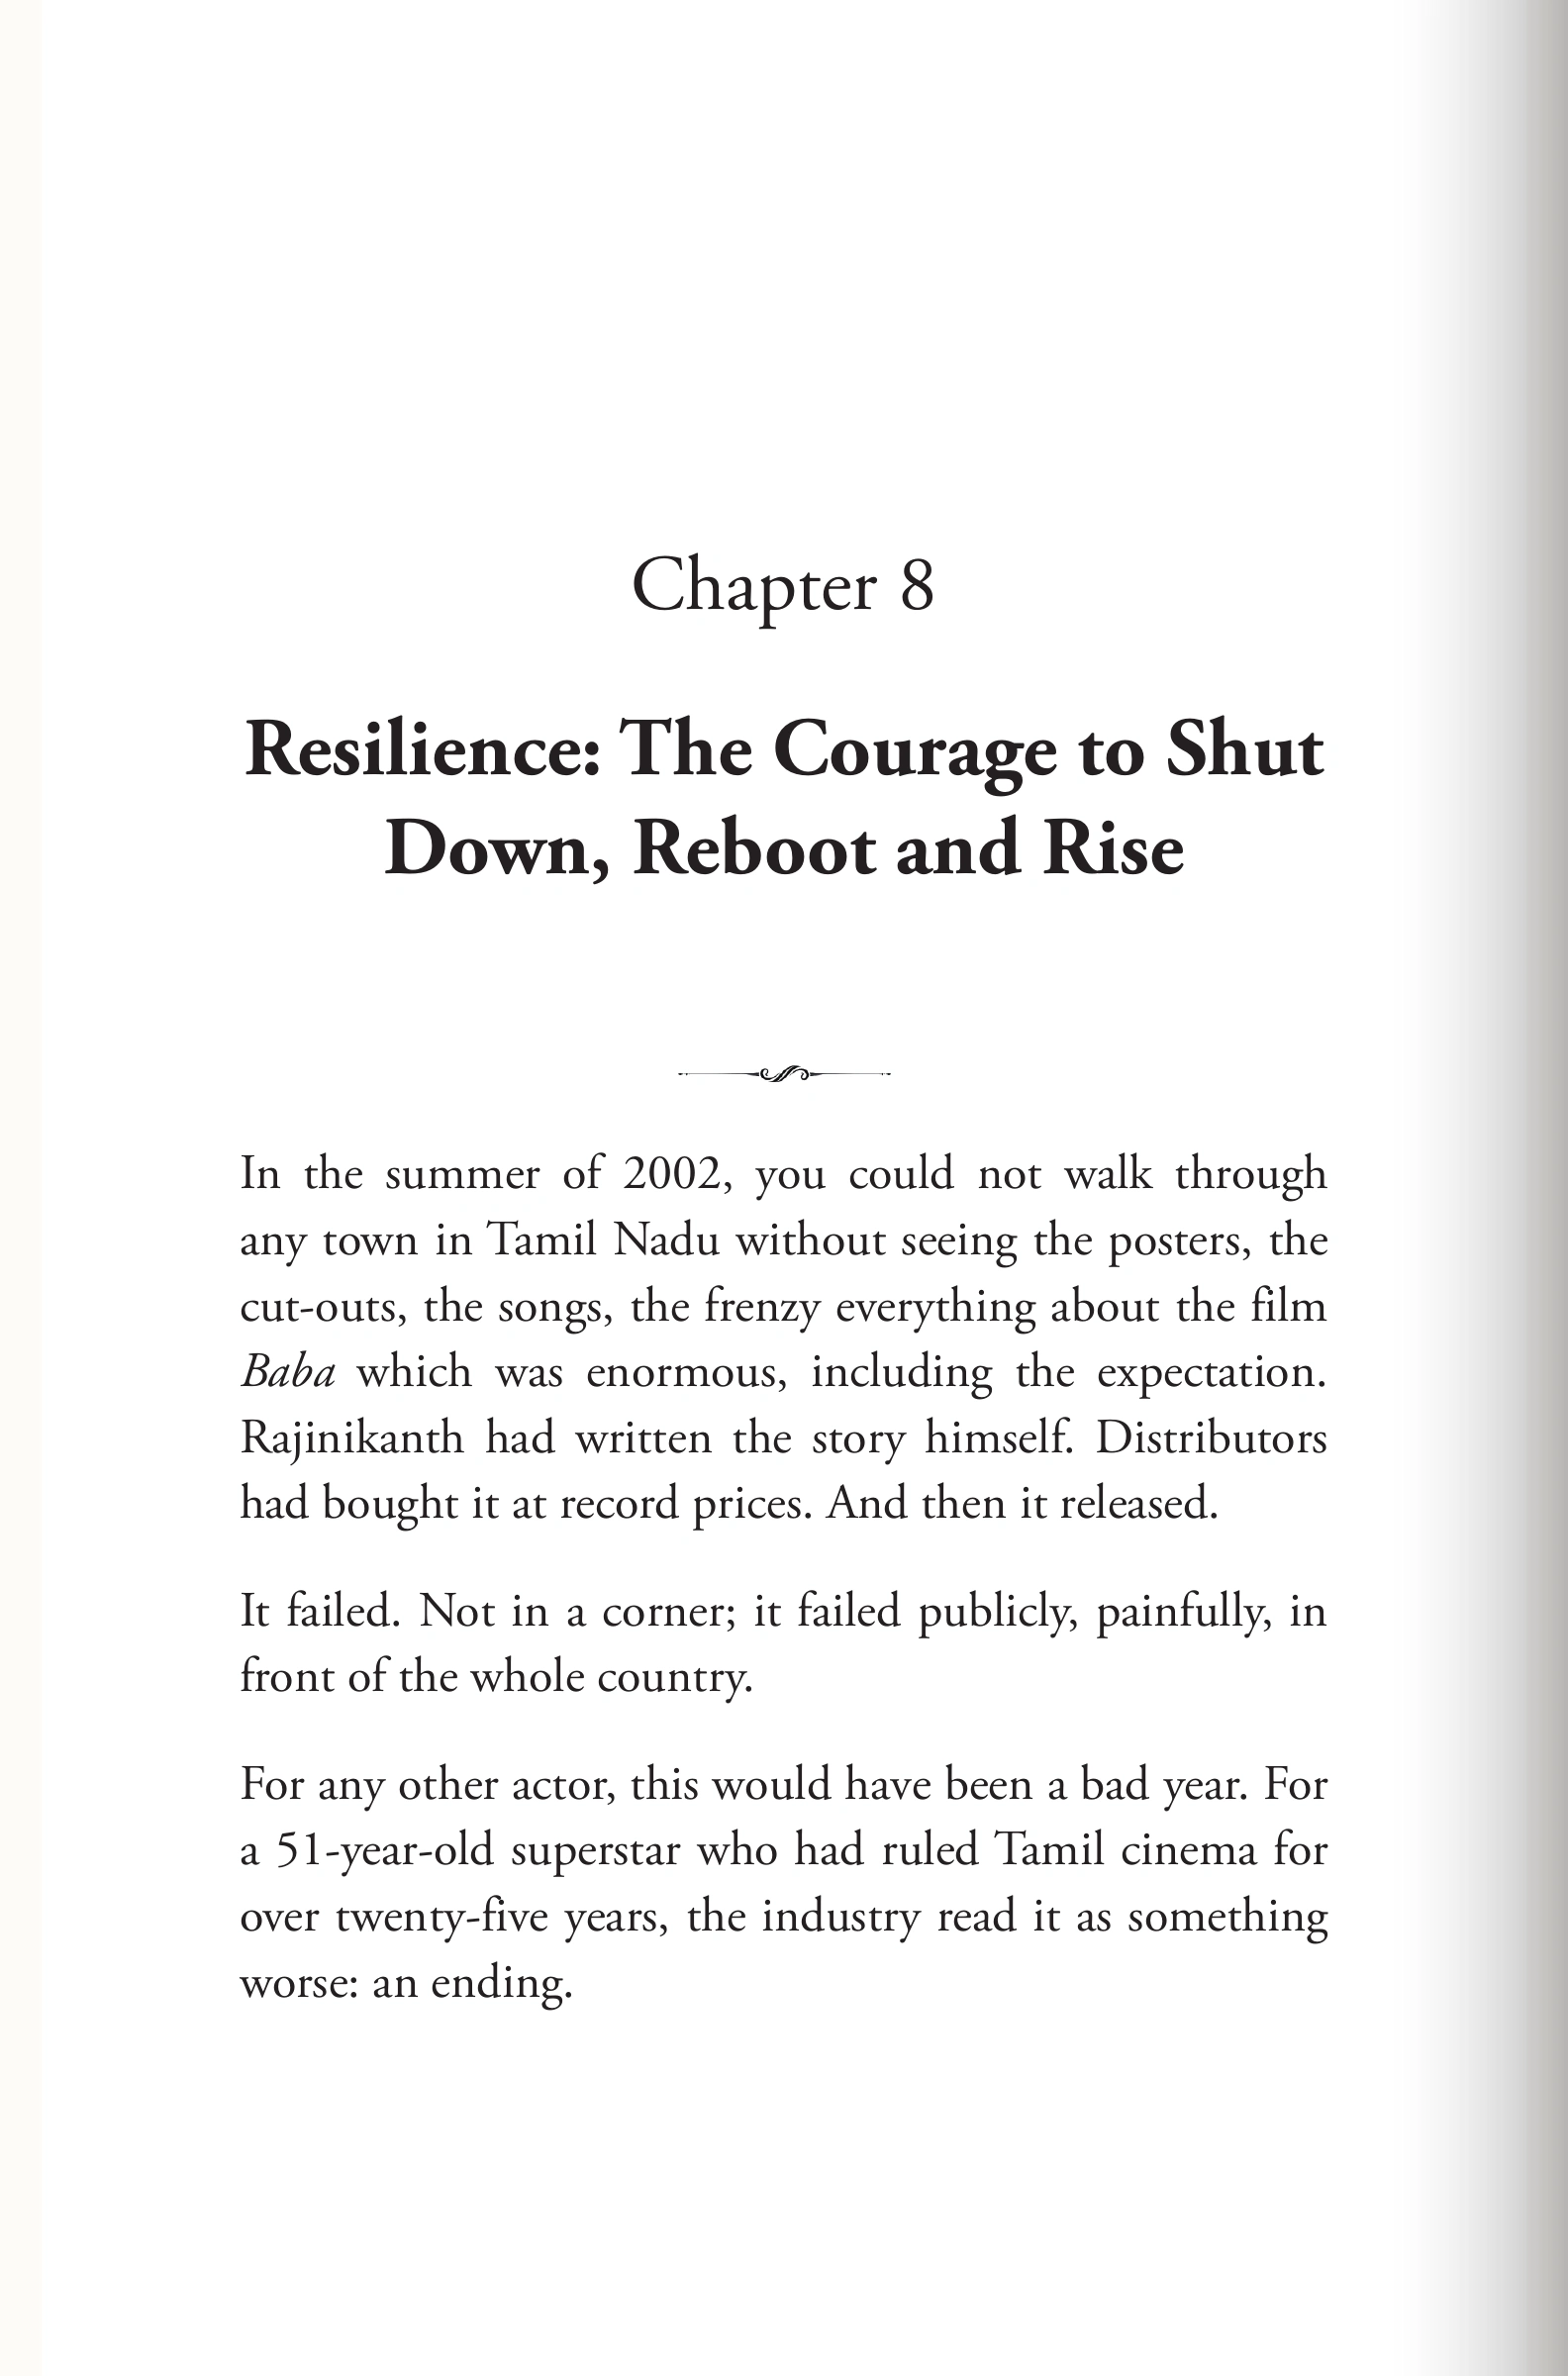 Chapter 8
Resilience: The Courage to Shut
Down, Reboot and Rise
In the summer of 2002, you could not walk through
any town in Tamil Nadu without seeing the posters, the
cut-outs, the songs, the frenzy everything about the film
Baba which was enormous, including the expectation.
Rajinikanth had written the story himself. Distributors
had bought it at record prices. And then it released.
It failed. Not in a corner; it failed publicly, painfully, in
front of the whole country.
For any other actor, this would have been a bad year. For
a 51-year-old superstar who had ruled Tamil cinema for
over twenty-five years, the industry read it as something
worse: an ending.